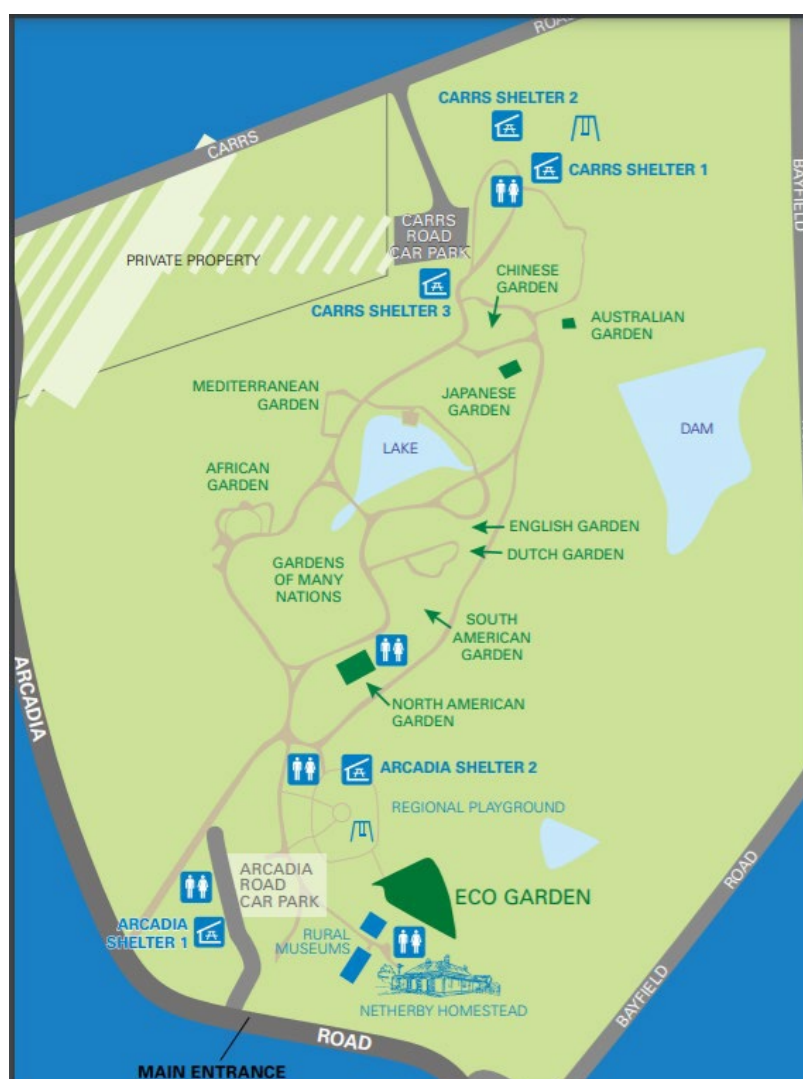 ROAD
CARRS
BAYFIELD
CARRS SHELTER 2
CARRS SHELTER 1
CARRS
ROAD
CAR PARK
PRIVATE PROPERTY
CARRS SHELTER 3
CHINESE
GARDEN
AUSTRALIAN
GARDEN
MEDITERRANEAN
GARDEN
JAPANESE
GARDEN
LAKE
DAM
AFRICAN
GARDEN
ENGLISH GARDEN
DUTCH GARDEN
GARDENS
OF MANY
NATIONS
SOUTH
AMERICAN
GARDEN
NORTH AMERICAN
GARDEN
ARCADIA
ARCADIA SHELTER 2
REGIONAL PLAYGROUND
ARCADIA
ROAD
CAR PARK
ECO GARDEN
ARCADIA
SHELTER 1
RURAL
MUSEUMS
NETHERBY HOMESTEAD
ROAD
BAYFIELD
ROAD
MAIN ENTRANCE